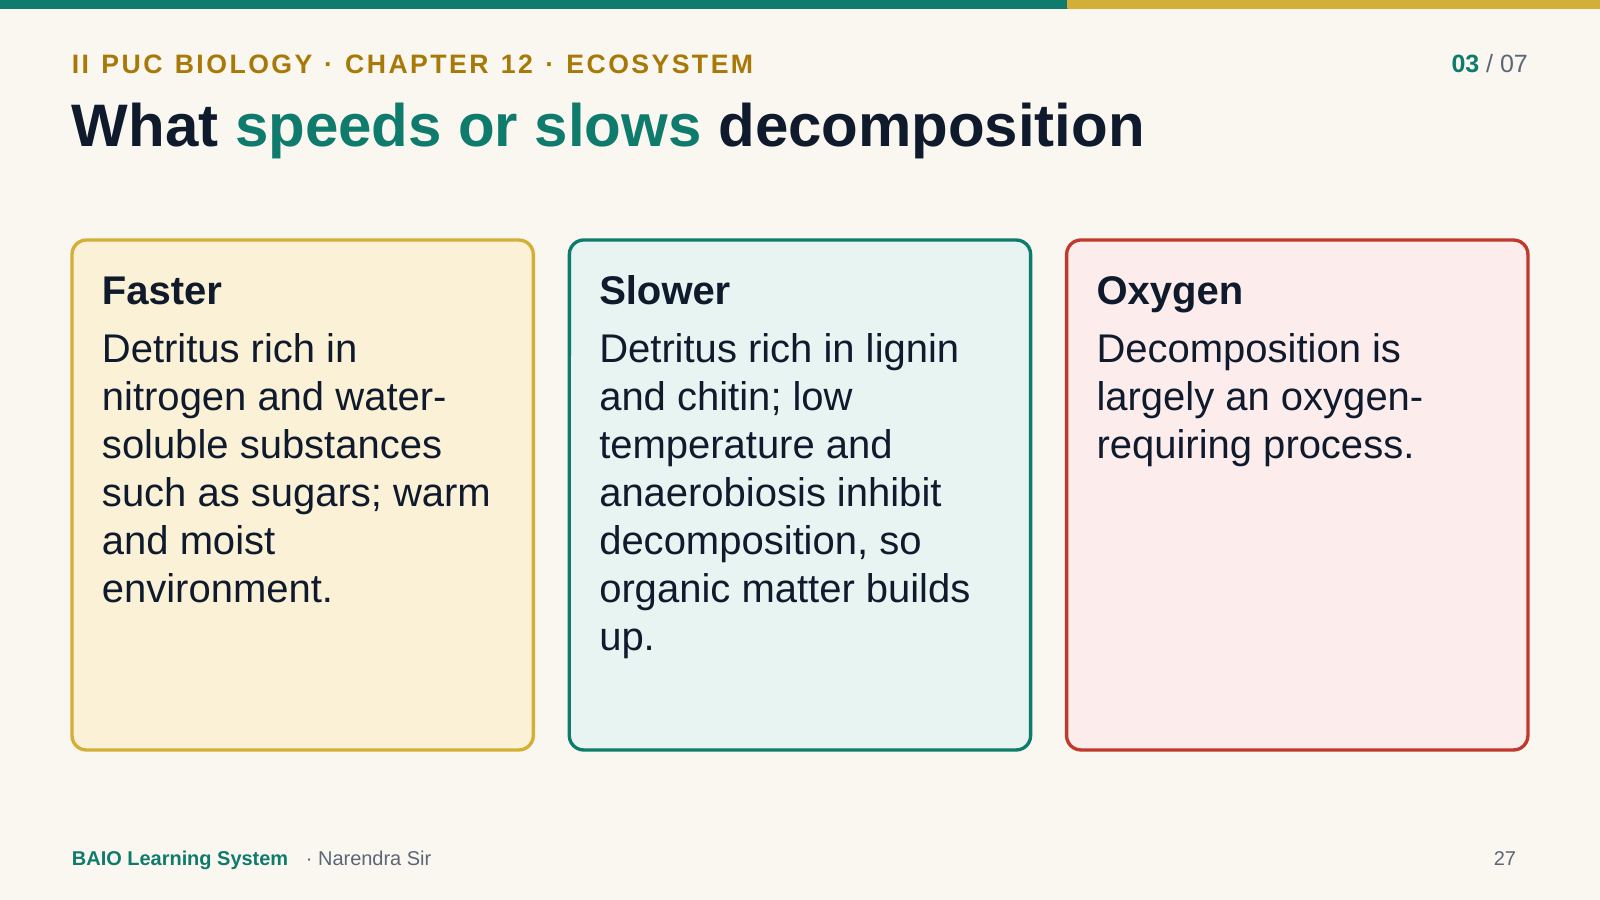 II PUC BIOLOGY · CHAPTER 12 · ECOSYSTEM
03 / 07
What speeds or slows decomposition
Faster
Detritus rich in
nitrogen and water-
soluble substances
such as sugars; warm
and moist
environment.
Slower
Detritus rich in lignin
and chitin; low
temperature and
anaerobiosis inhibit
decomposition, so
organic matter builds
up.
Oxygen
Decomposition is
largely an oxygen-
requiring process.
BAIO Learning System · Narendra Sir
27